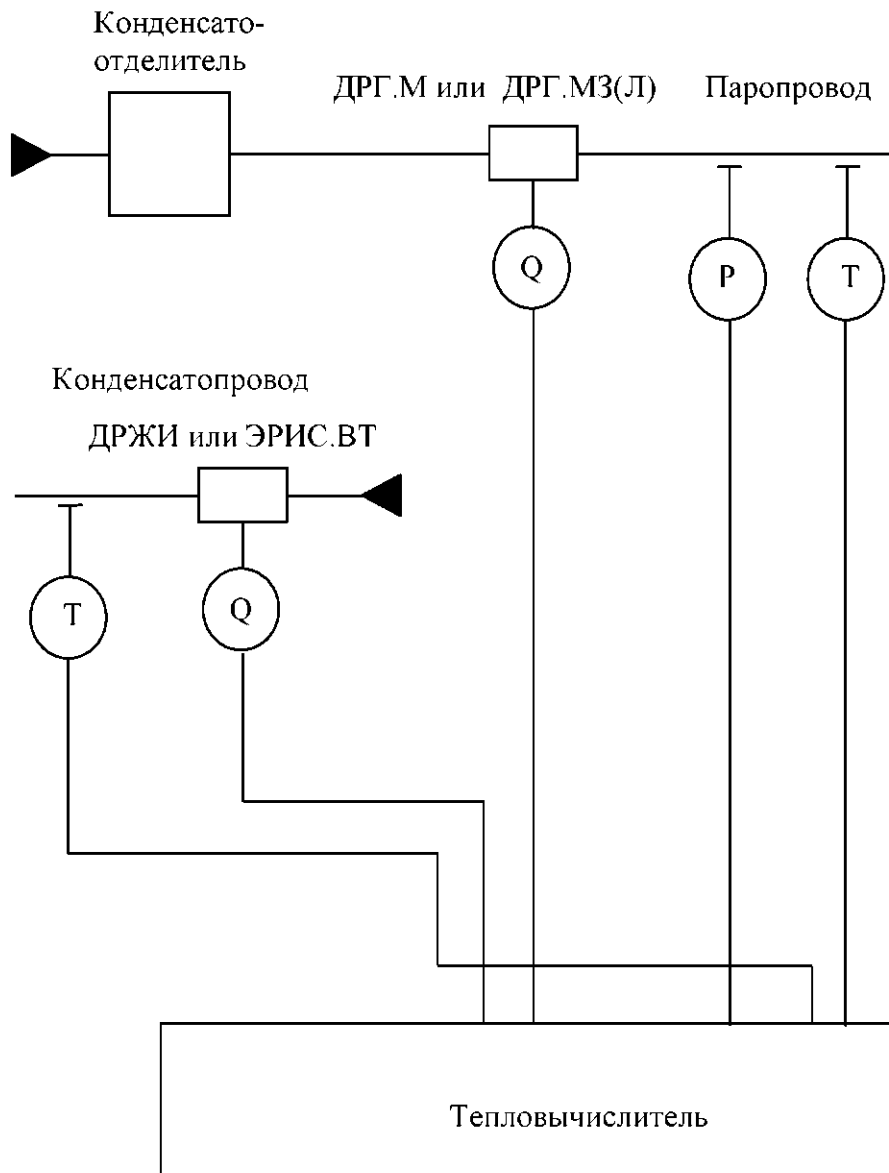 Конденсато-
отделитель
ДРГ.М или ДРГ.МЗ(Л)
Паропровод
Q
P
T
Конденсатопровод
ДРЖИ или ЭРИС.ВТ
T
Q
Тепловычислитель